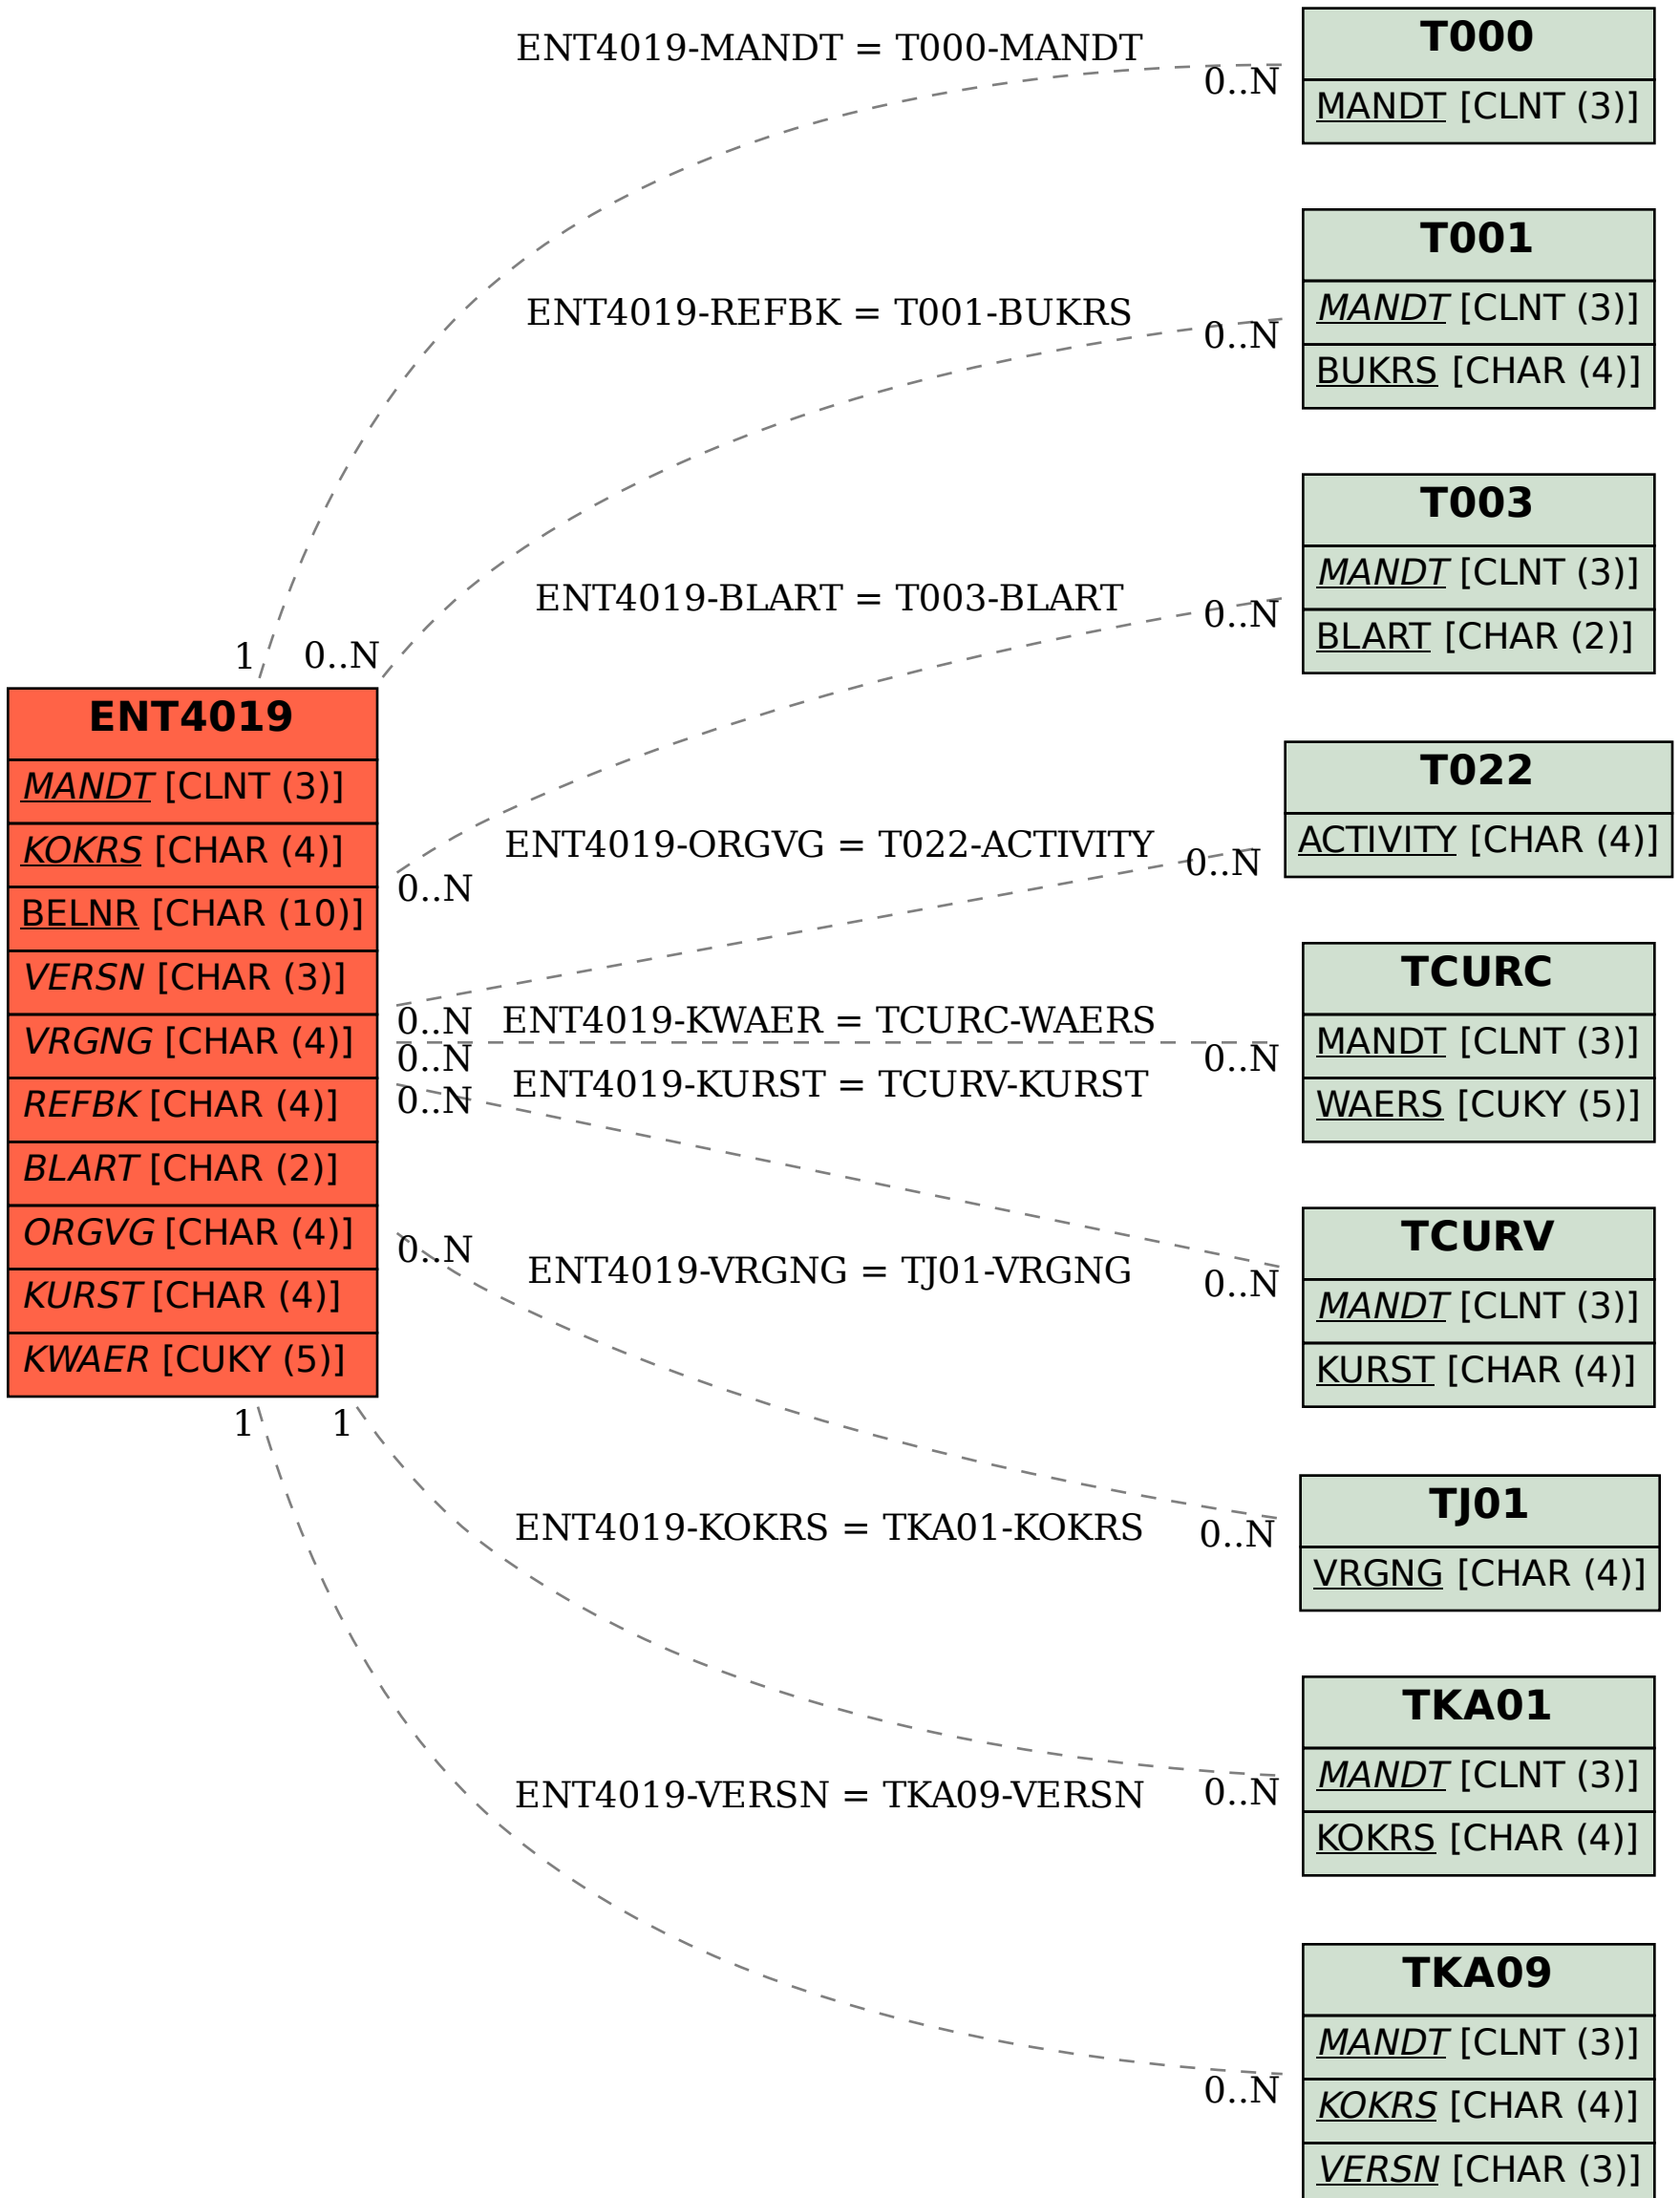 ENT4019-MANDT = T000-MANDT
0..N
T000
MANDT [CLNT (3)]
T001
MANDT [CLNT (3)]
BUKRS [CHAR (4)]
ENT4019-REFBK = T001-BUKRS
0..N
T003
MANDT [CLNT (3)]
BLART [CHAR (2)]
ENT4019-BLART = T003-BLART
0..N
1
0..N
ENT4019
MANDT [CLNT (3)]
KOKRS [CHAR (4)]
BELNR [CHAR (10)]
VERSN [CHAR (3)]
VRGNG [CHAR (4)]
REFBK [CHAR (4)]
BLART [CHAR (2)]
ORGVG [CHAR (4)]
KURST [CHAR (4)]
KWAER [CUKY (5)]
0..N
ENT4019-ORGVG = T022-ACTIVITY
0..N
T022
ACTIVITY [CHAR (4)]
0..N
ENT4019-KWAER = TCURC-WAERS
0..N
0..N
TCURC
MANDT [CLNT (3)]
WAERS [CUKY (5)]
0..N
ENT4019-KURST = TCURV-KURST
0..N
TCURV
MANDT [CLNT (3)]
KURST [CHAR (4)]
0..N
ENT4019-VRGNG = TJ01-VRGNG
0..N
TJ01
VRGNG [CHAR (4)]
1
1
ENT4019-KOKRS = TKA01-KOKRS
0..N
TKA01
MANDT [CLNT (3)]
KOKRS [CHAR (4)]
ENT4019-VERSN = TKA09-VERSN
0..N
TKA09
MANDT [CLNT (3)]
KOKRS [CHAR (4)]
VERSN [CHAR (3)]